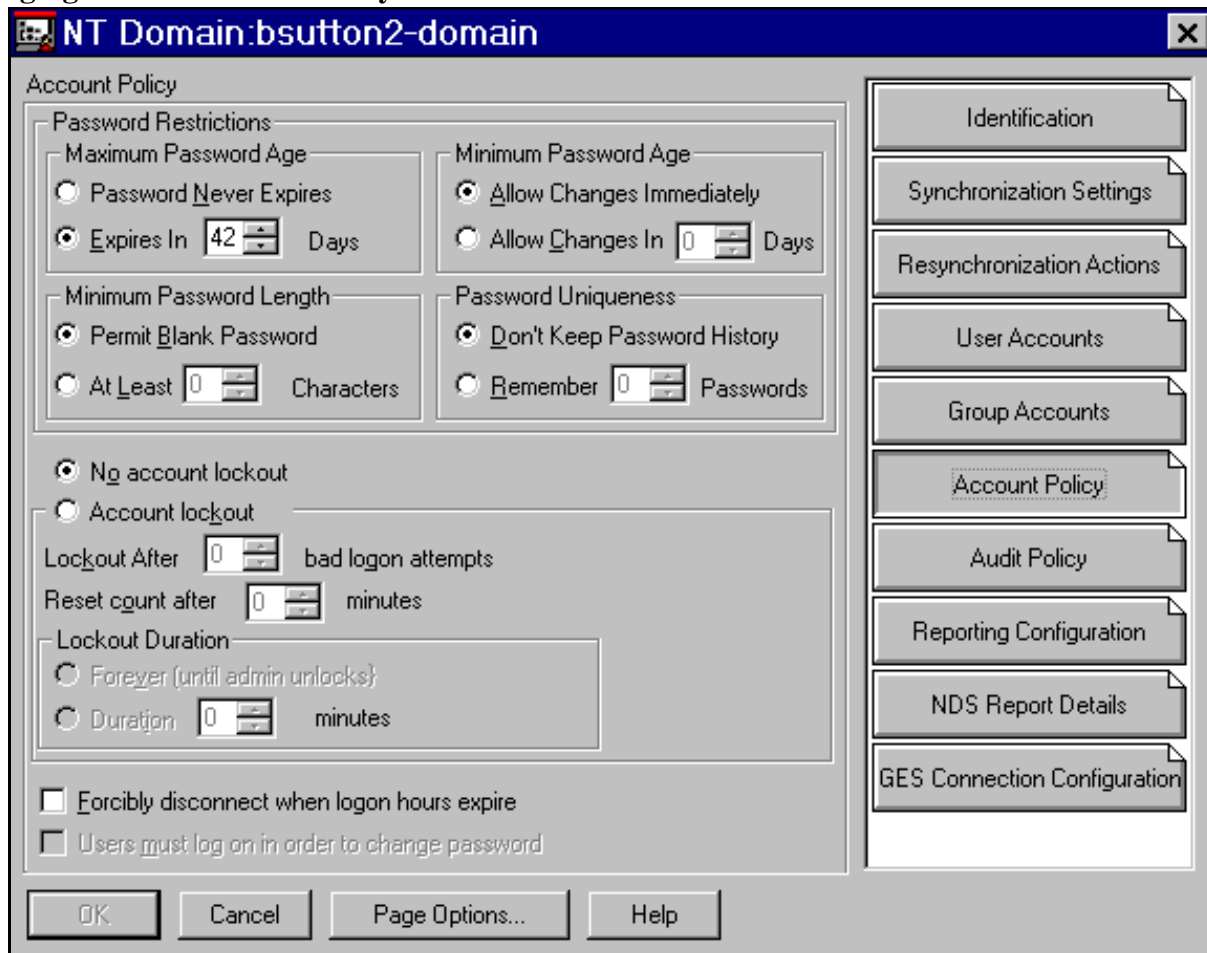 NT Domain:bsutton2-domain
Account Policy
Password Restrictions
Maximum Password Age
Password Never Expires
Expires In 42 Days
Minimum Password Age
Allow Changes Immediately
Allow Changes In 0 Days
Minimum Password Length
Permit Blank Password
At Least 0 Characters
Password Uniqueness
Don't Keep Password History
Remember 0 Passwords
No account lockout
Account lockout
Lockout After 0 bad logon attempts
Reset count after 0 minutes
Lockout Duration
Forever (until admin unlocks}
Duration 0 minutes
Forcibly disconnect when logon hours expire
Users must log on in order to change password
OK
Cancel
Page Options...
Help
Identification
Synchronization Settings
Resynchronization Actions
User Accounts
Group Accounts
Account Policy
Audit Policy
Reporting Configuration
NDS Report Details
GES Connection Configuration